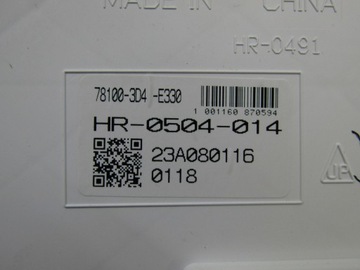 MADE IN CHINA
HR-0491
78100-3D4 -E330
1 001160 870594
HR-0504-014
23A080116
0118